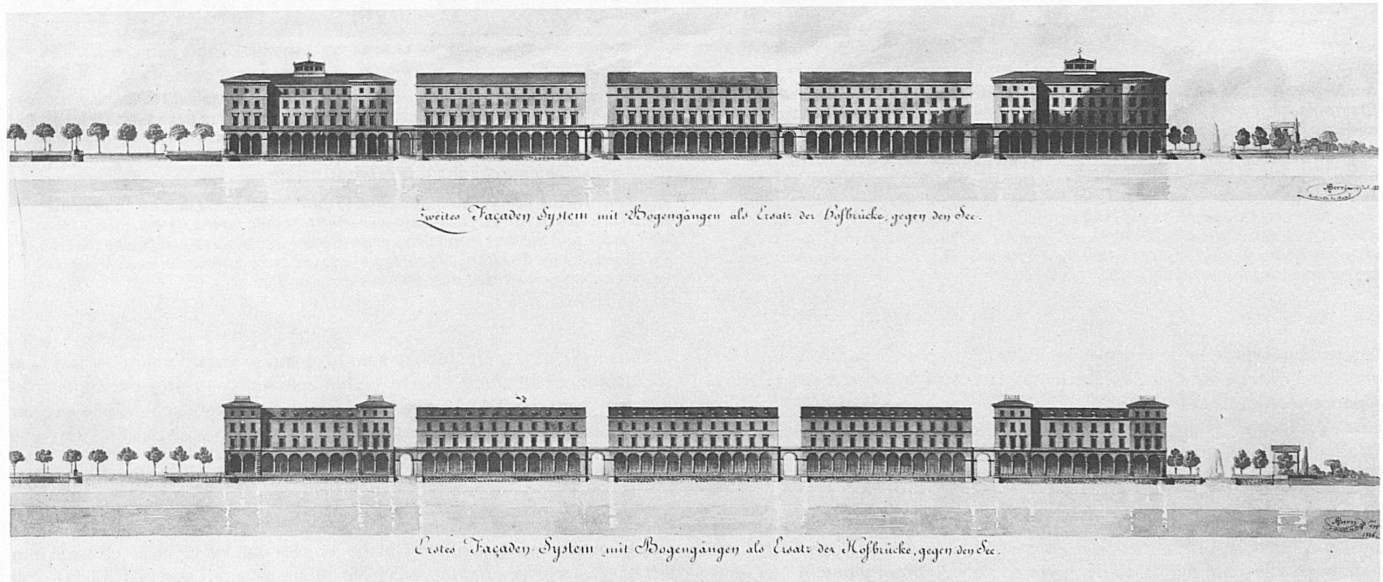 Zweites Façaden System mit Bogengängen als Ersatz der Hofbrücke, gegen den See.
Erstes Façaden System mit Bogengängen als Ersatz der Hofbrücke, gegen den See.